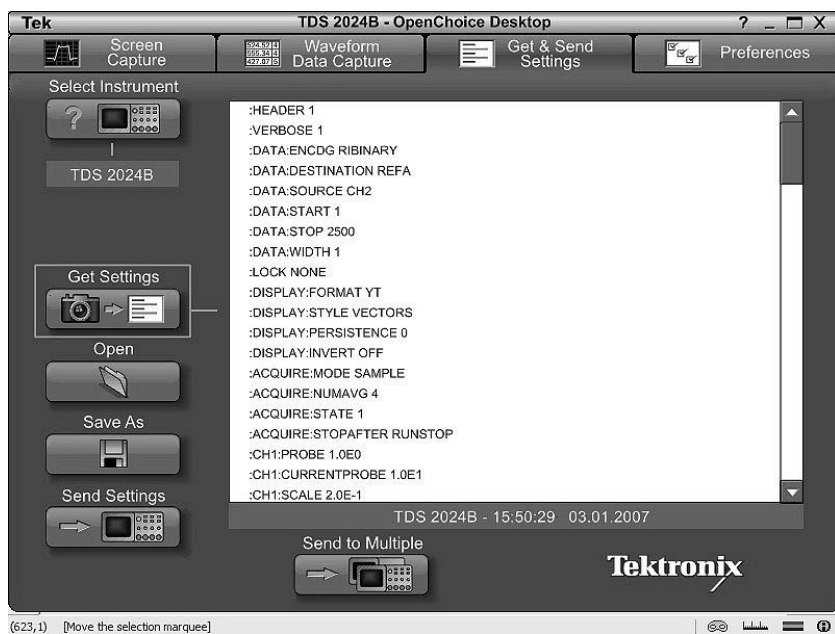 Tek
TDS 2024B - OpenChoice Desktop
? _ X
Screen
Capture
Waveform
Data Capture
Get & Send
Settings
Preferences
Select Instrument
?
TDS 2024B
Get Settings
Open
Save As
Send Settings
:HEADER 1
:VERBOSE 1
:DATA:ENCDG RIBINARY
:DATA:DESTINATION REFA
:DATA:SOURCE CH2
:DATA:START 1
:DATA:STOP 2500
:DATA:WIDTH 1
:LOCK NONE
:DISPLAY:FORMAT YT
:DISPLAY:STYLE VECTORS
:DISPLAY:PERSISTENCE 0
:DISPLAY:INVERT OFF
:ACQUIRE:MODE SAMPLE
:ACQUIRE:NUMAVG 4
:ACQUIRE:STATE 1
:ACQUIRE:STOPAFTER RUNSTOP
:CH1:PROBE 1.0E0
:CH1:CURRENTPROBE 1.0E1
:CH1:SCALE 2.0E-1
TDS 2024B - 15:50:29 03.01.2007
Send to Multiple
Tektronix
(623,1) [Move the selection marquee]